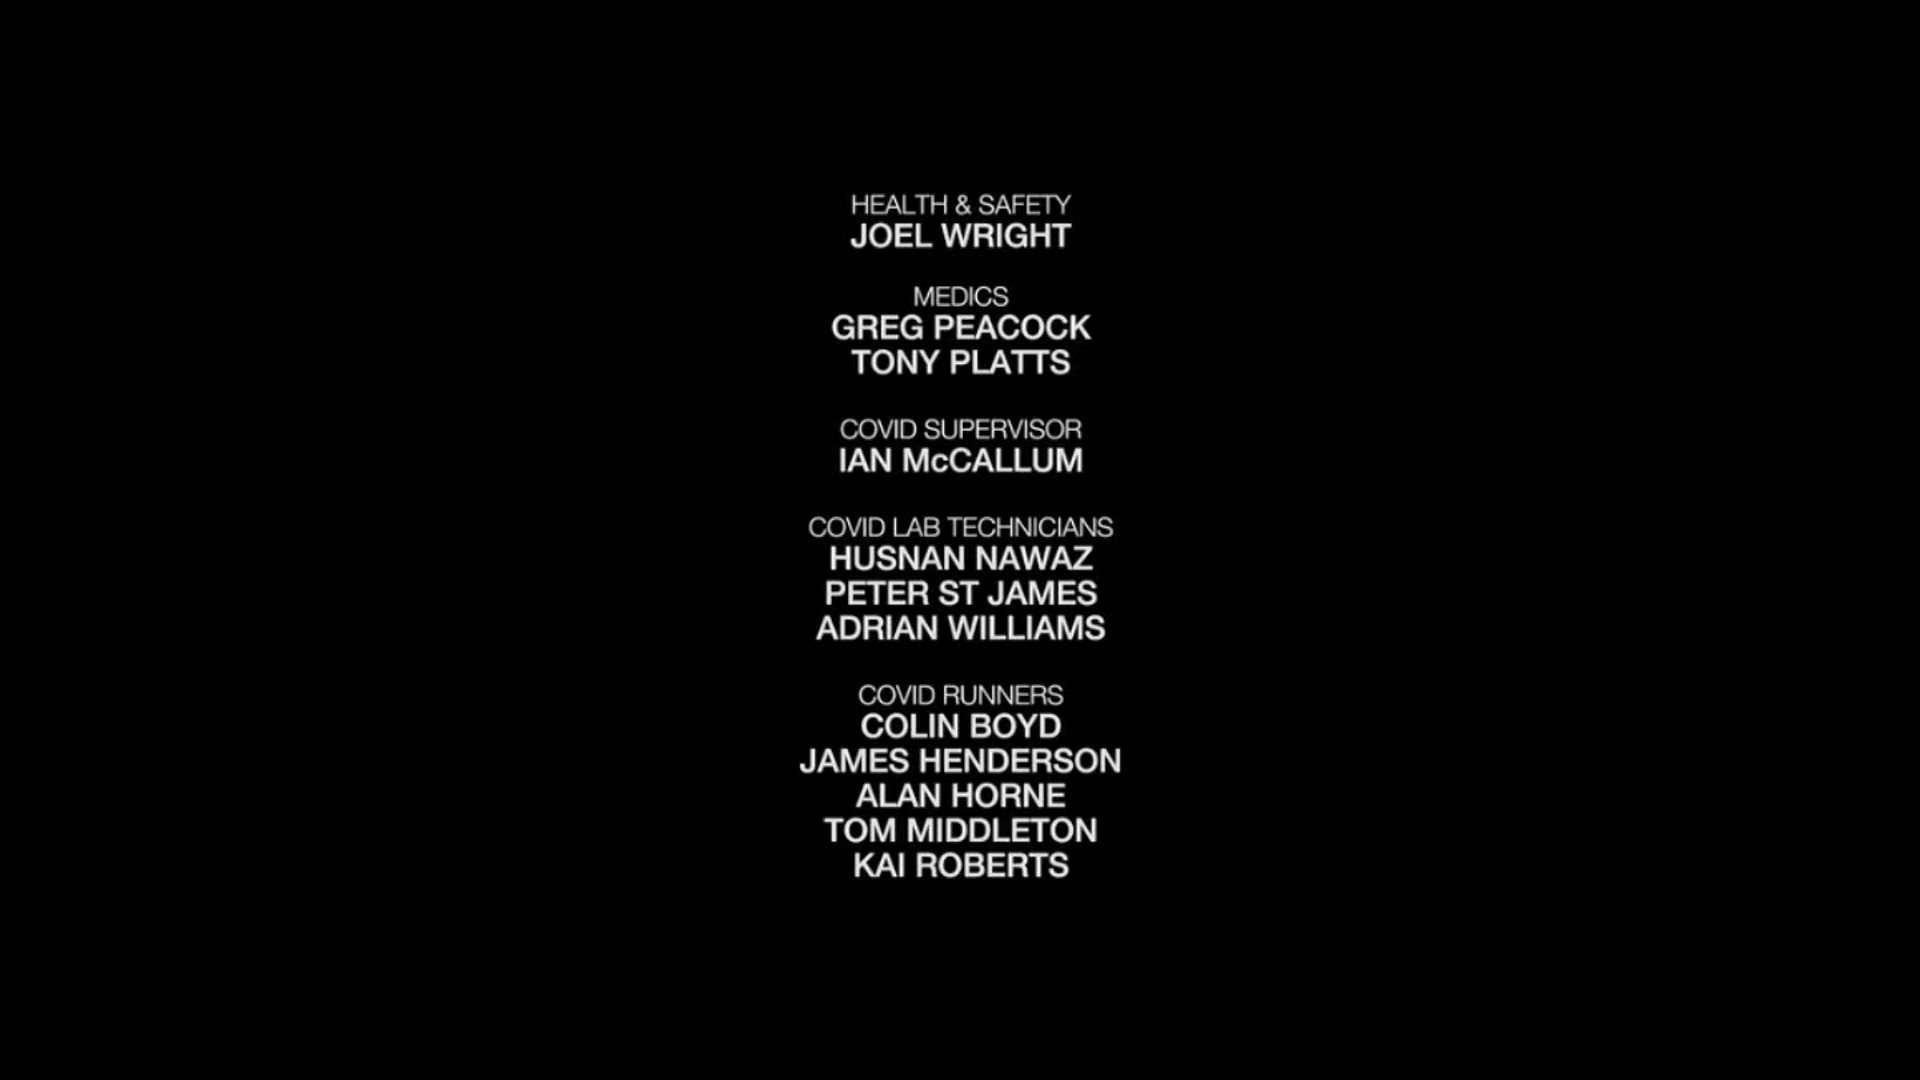 HEALTH & SAFETY
JOEL WRIGHT
MEDICS
GREG PEACOCK
TONY PLATTS
COVID SUPERVISOR
IAN McCALLUM
COVID LAB TECHNICIANS
HUSNAN NAWAZ
PETER ST JAMES
ADRIAN WILLIAMS
COVID RUNNERS
COLIN BOYD
JAMES HENDERSON
ALAN HORNE
TOM MIDDLETON
KAI ROBERTS